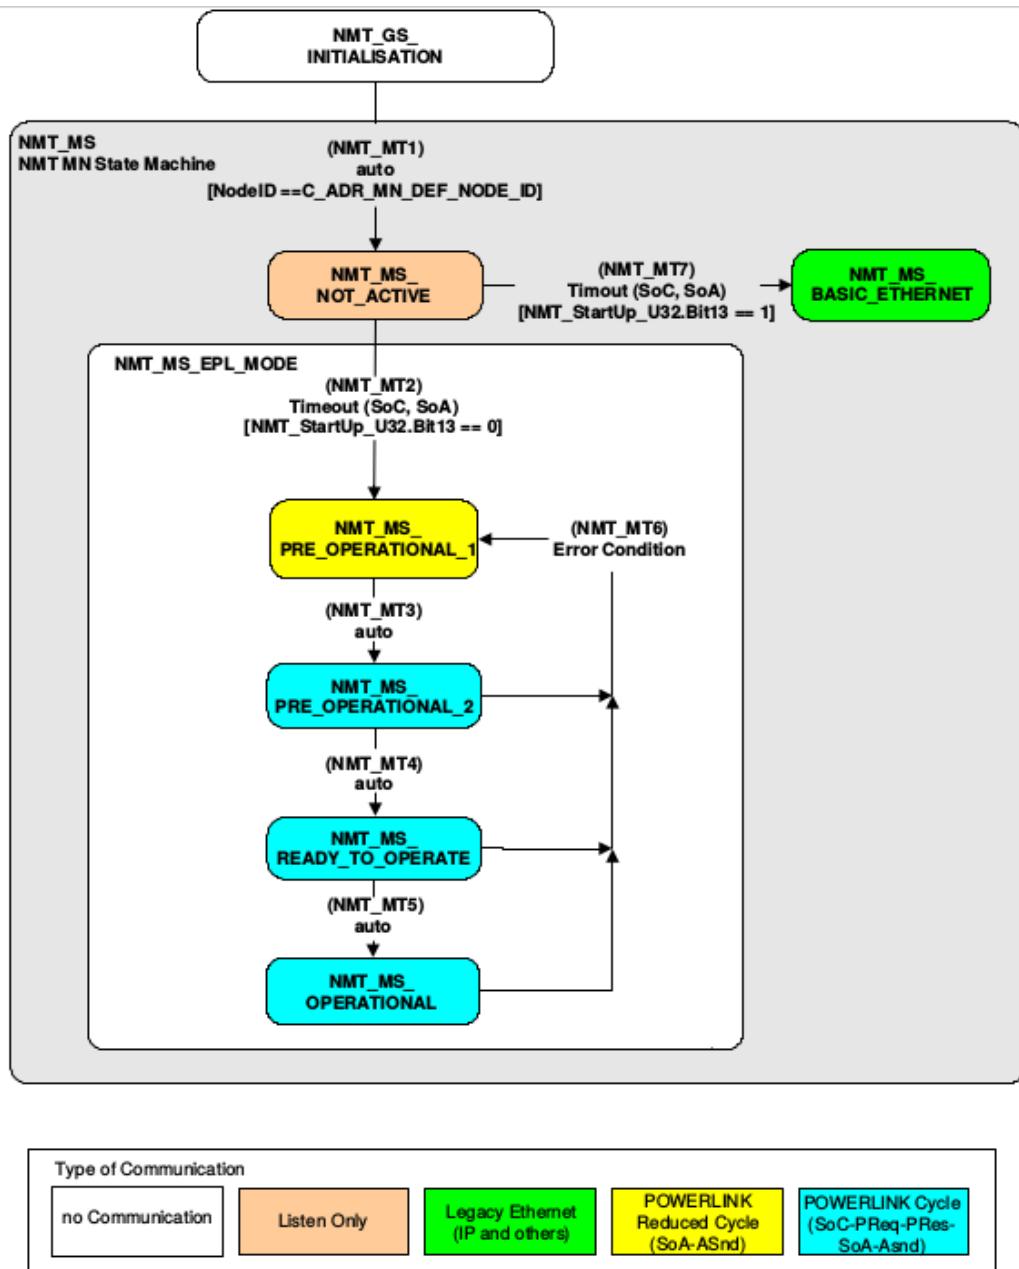 NMT_GS_
INITIALISATION
NMT_MS
NMT MN State Machine
(NMT_MT1)
auto
[NodeID ==C_ADR_MN_DEF_NODE_ID]
NMT_MS_
NOT_ACTIVE
(NMT_MT7)
Timout (SoC, SoA)
[NMT_StartUp_U32.Bit13 == 1]
NMT_MS_
BASIC_ETHERNET
NMT_MS_EPL_MODE
(NMT_MT2)
Timeout (SoC, SoA)
[NMT_StartUp_U32.Bit13 == 0]
NMT_MS_
PRE_OPERATIONAL_1
(NMT_MT6)
Error Condition
(NMT_MT3)
auto
NMT_MS_
PRE_OPERATIONAL_2
(NMT_MT4)
auto
NMT_MS_
READY_TO_OPERATE
(NMT_MT5)
auto
NMT_MS_
OPERATIONAL
Type of Communication
no Communication
Listen Only
Legacy Ethernet
(IP and others)
POWERLINK
Reduced Cycle
(SoA-ASnd)
POWERLINK Cycle
(SoC-PReq-PRes-
SoA-Asnd)